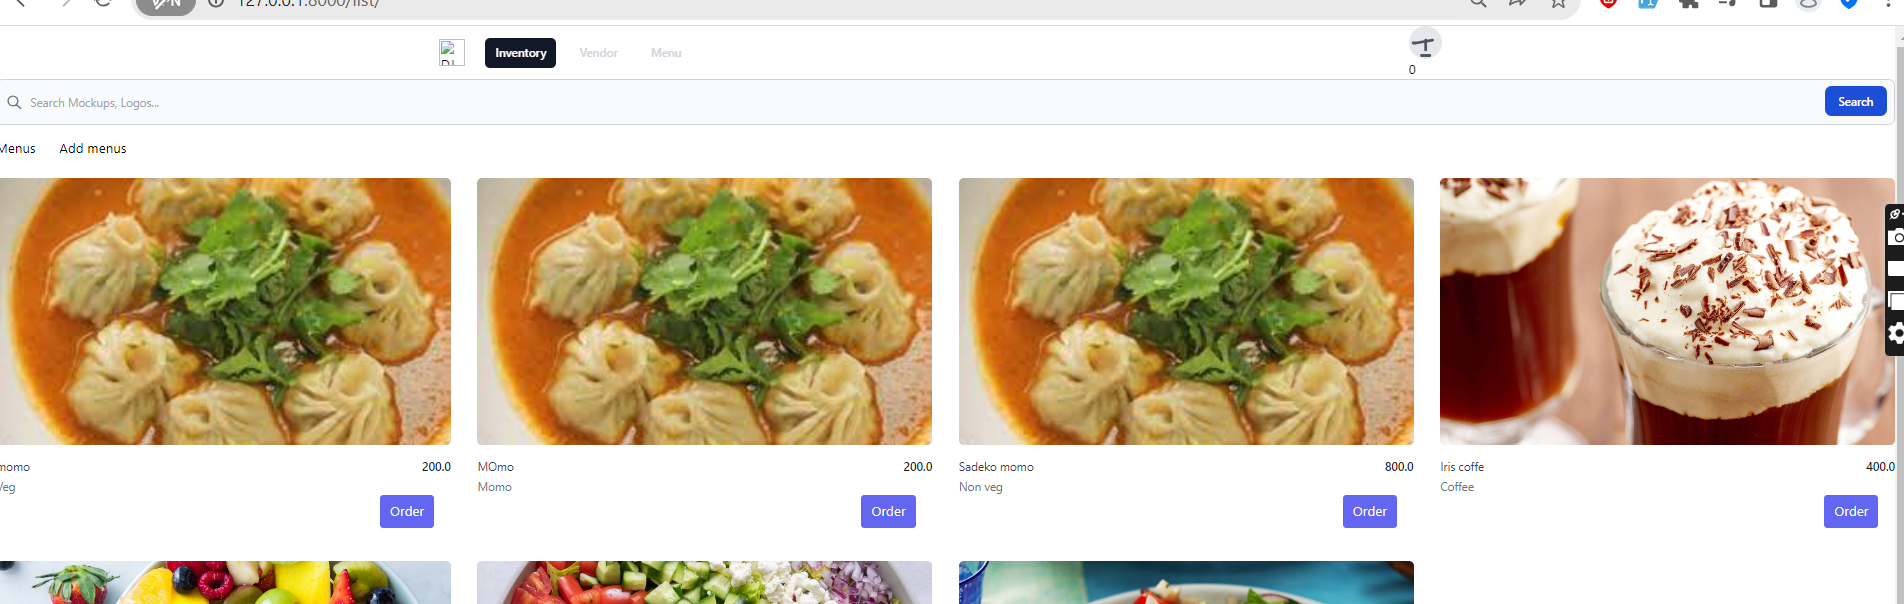 127.0.0.1:8000/list/
Inventory Vendor Menu
0
Search Mockups, Logos... Search
Menus Add menus
momo 200.0 MOmo 200.0 Sadeko momo 800.0 Iris coffe 400.0
Veg Momo Non veg Coffee
Order Order Order Order